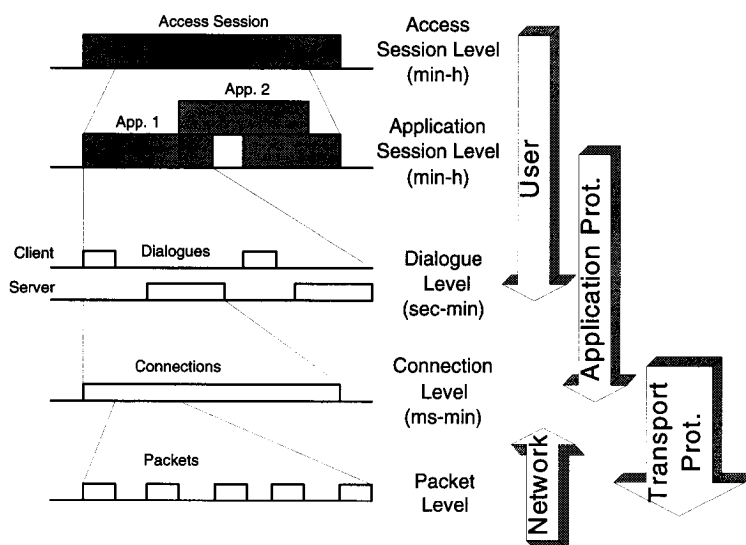 Access Session
Access
Session Level
(min-h)
App. 2
App. 1
Application
Session Level
(min-h)
Client
Dialogues
Server
Dialogue
Level
(sec-min)
Connections
Connection
Level
(ms-min)
Packets
Packet
Level
User
Application Prot.
Network
Transport
Prot.